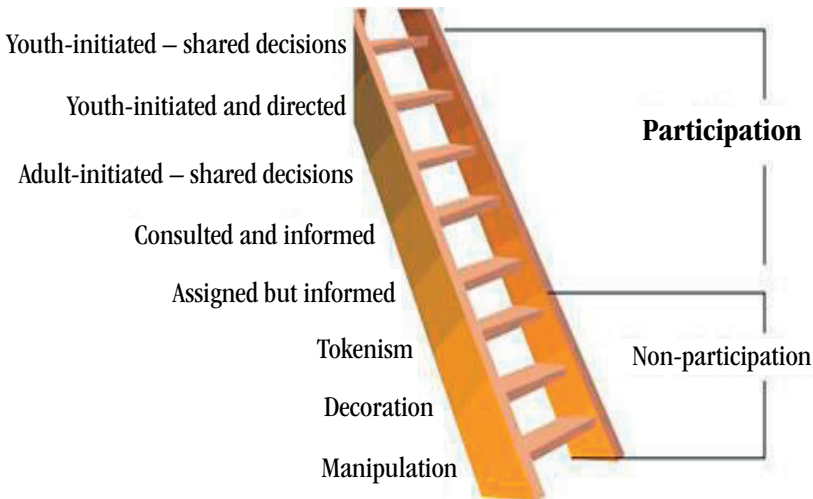 Youth-initiated – shared decisions
Youth-initiated and directed
Participation
Adult-initiated – shared decisions
Consulted and informed
Assigned but informed
Tokenism
Non-participation
Decoration
Manipulation